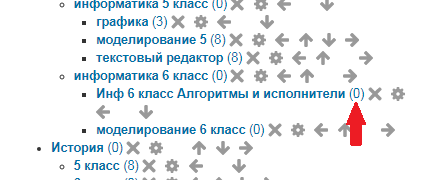 информатика 5 класс (0)
графика (3)
моделирование 5 (8)
текстовый редактор (8)
информатика 6 класс (0)
Инф 6 класс Алгоритмы и исполнители (0)
моделирование 6 класс (0)
История (0)
5 класс (8)